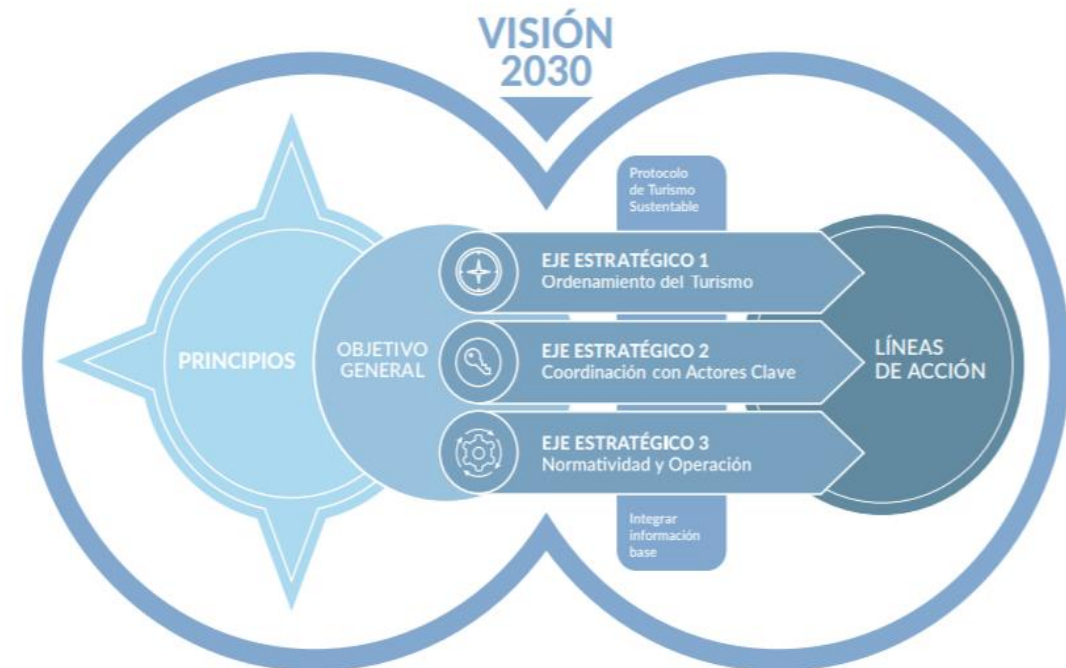 VISIÓN
2030
Protocolo
de Turismo
Sustentable
PRINCIPIOS
OBJETIVO
GENERAL
EJE ESTRATÉGICO 1
Ordenamiento del Turismo
EJE ESTRATÉGICO 2
Coordinación con Actores Clave
EJE ESTRATÉGICO 3
Normatividad y Operación
LÍNEAS
DE ACCIÓN
Integrar
información
base